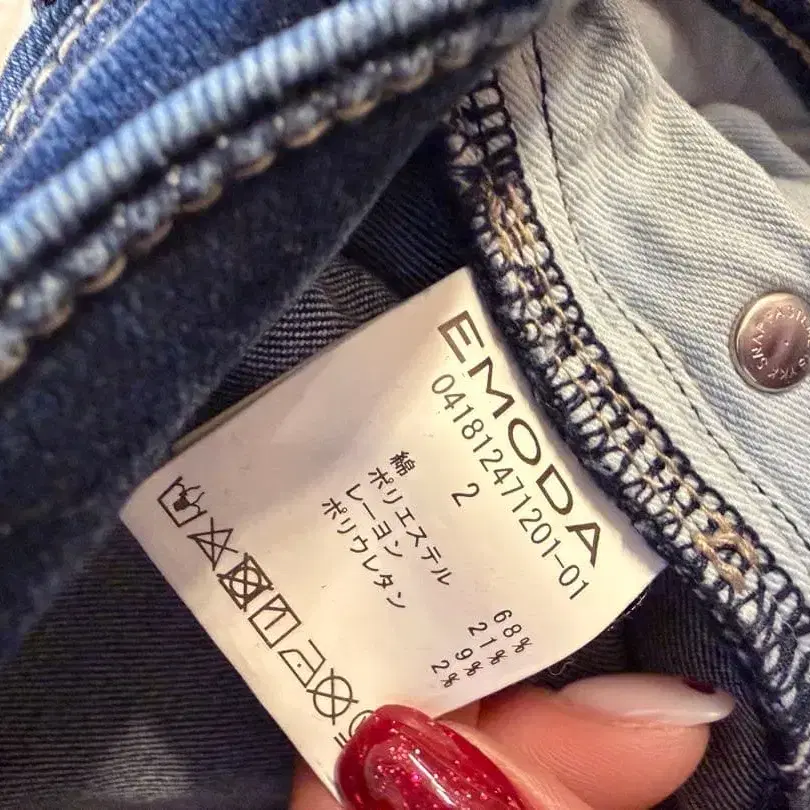 EMODA
041812471201-01
2
綿 68%
ポリエステル 21%
レーヨン 9%
ポリウレタン 2%